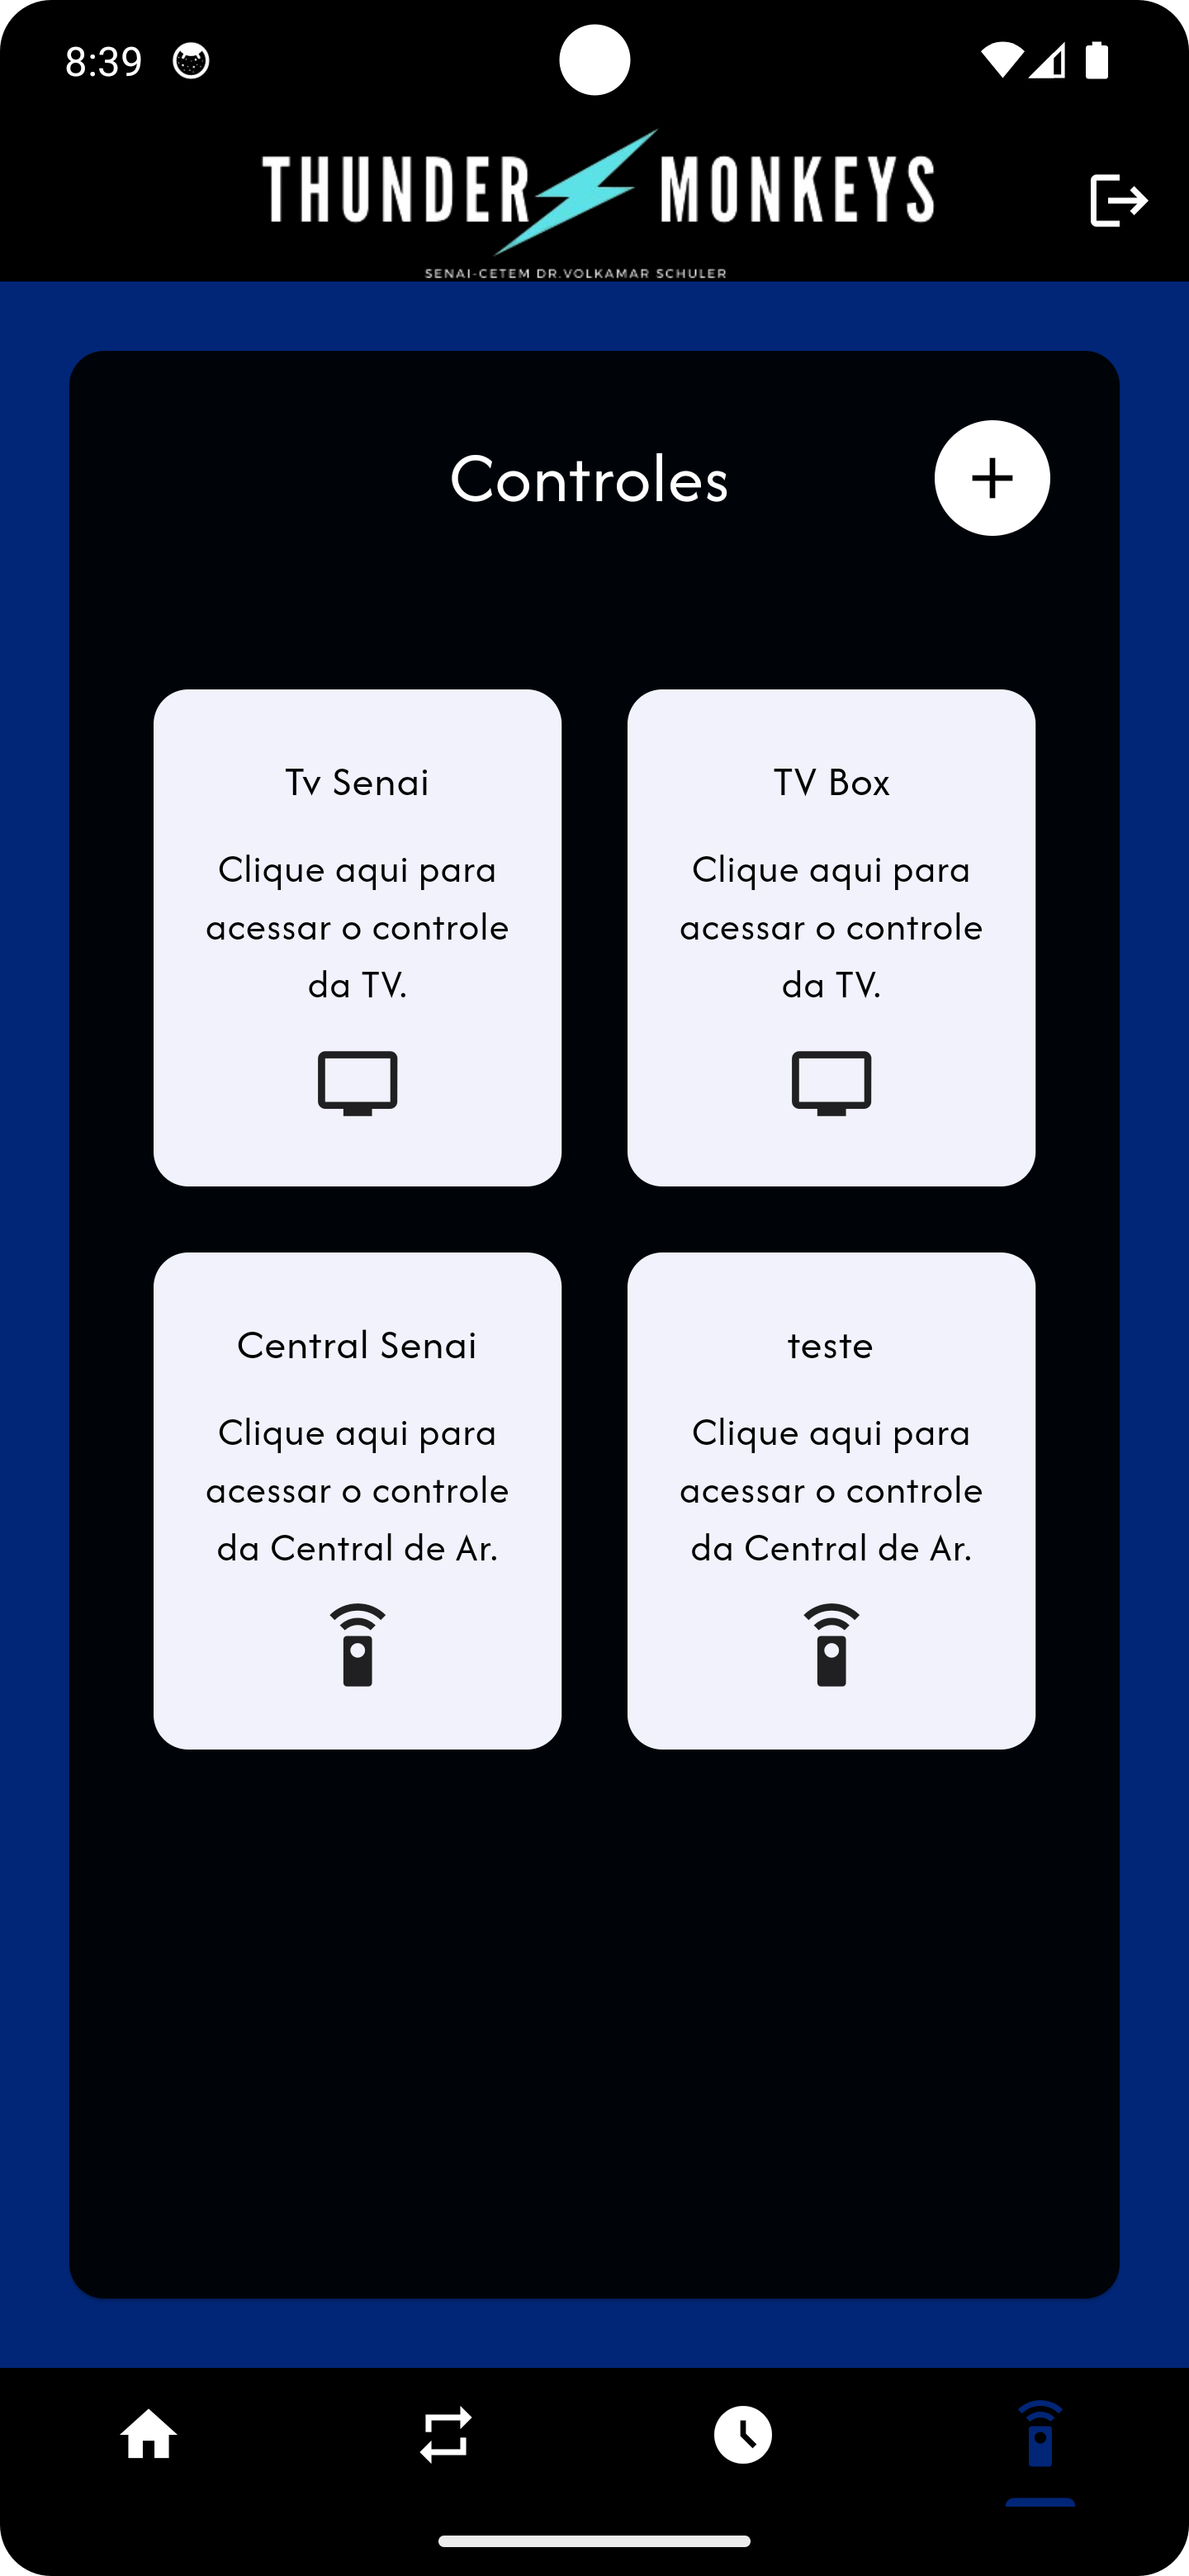 8:39
THUNDER MONKEYS
SENAI-CETEM DR.VOLKAMAR SCHULER
Controles
Tv Senai
Clique aqui para
acessar o controle
da TV.
TV Box
Clique aqui para
acessar o controle
da TV.
Central Senai
Clique aqui para
acessar o controle
da Central de Ar.
teste
Clique aqui para
acessar o controle
da Central de Ar.